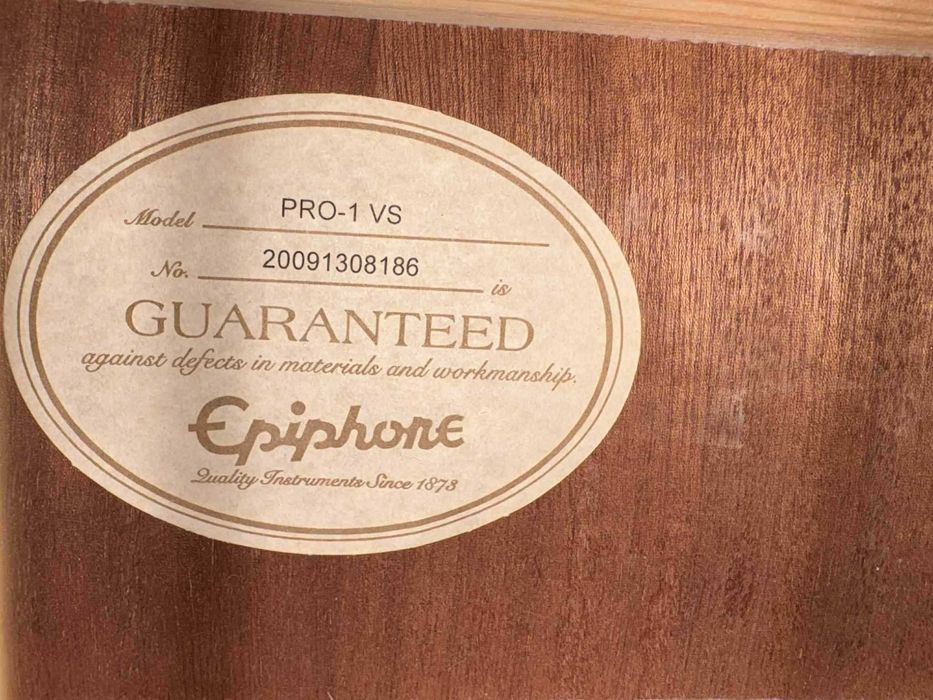 Model PRO-1 VS
No. 20091308186 is
GUARANTEED
against defects in materials and workmanship.
Epiphone
Quality Instruments Since 1873